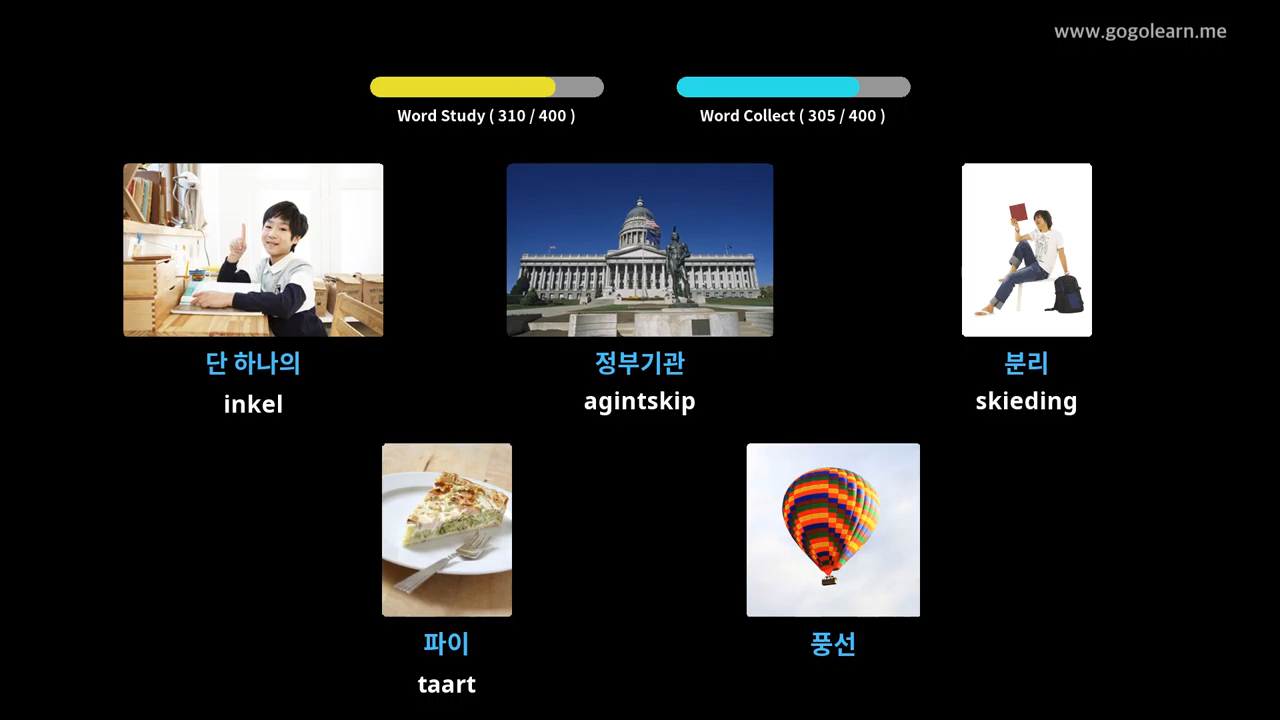 www.gogolearn.me
Word Study ( 310 / 400 )
Word Collect ( 305 / 400 )
단 하나의
inkel
정부기관
agintskip
분리
skieding
파이
taart
풍선